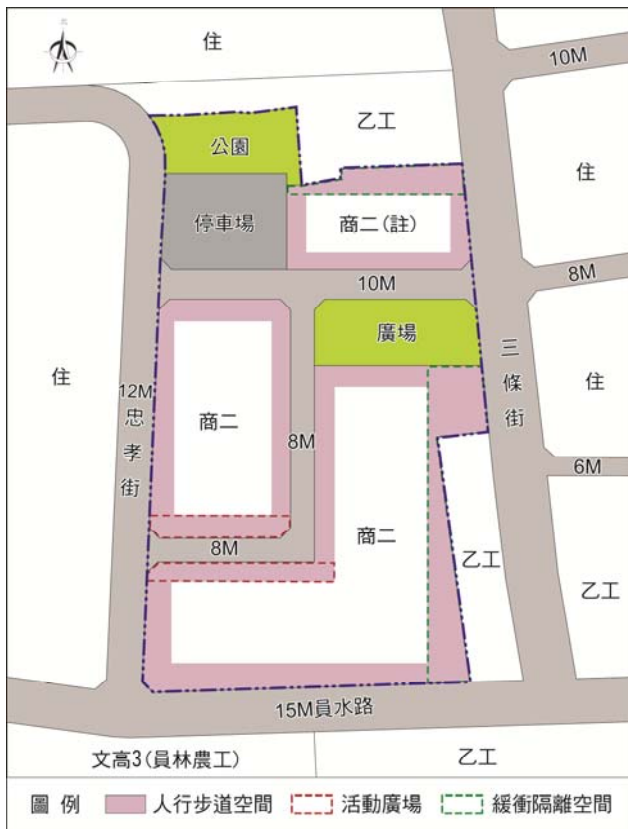 北
住
10M
乙工
公園
住
停車場
商二(註)
10M
8M
廣場
三條街
住
12M
忠孝街
商二
8M
住
6M
8M
商二
乙工
乙工
15M員水路
文高3(員林農工)
乙工
圖例
人行步道空間
活動廣場
緩衝隔離空間